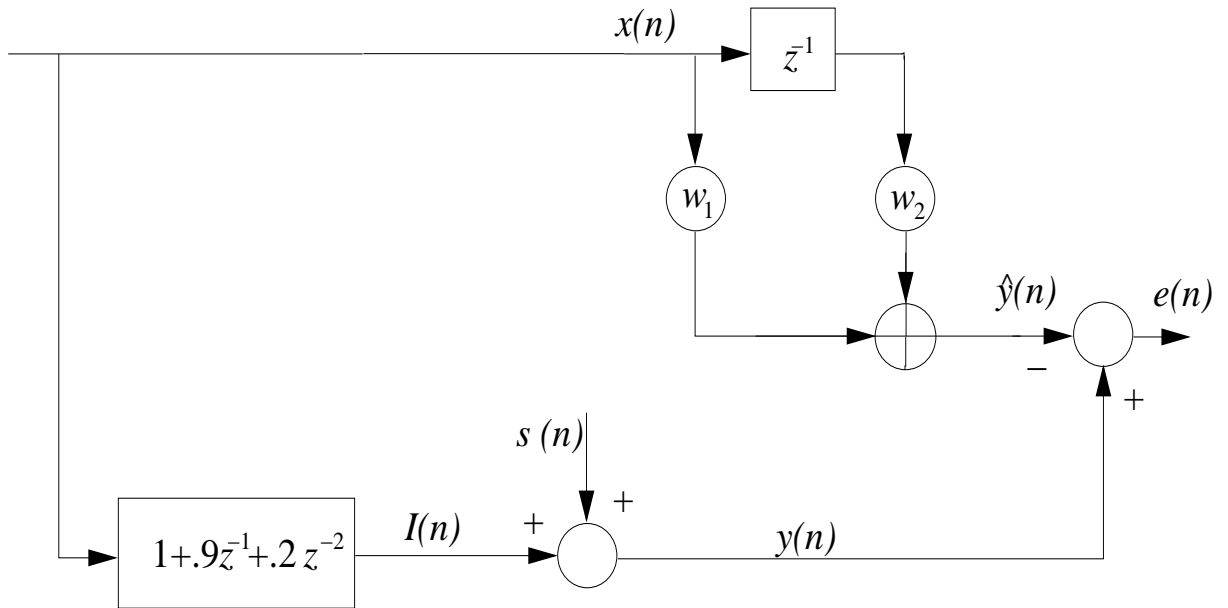 x(n)
z⁻¹
w₁
w₂
ŷ(n)
e(n)
−
+
s (n)
+
I(n)
+
1+.9z⁻¹+.2 z⁻²
y(n)